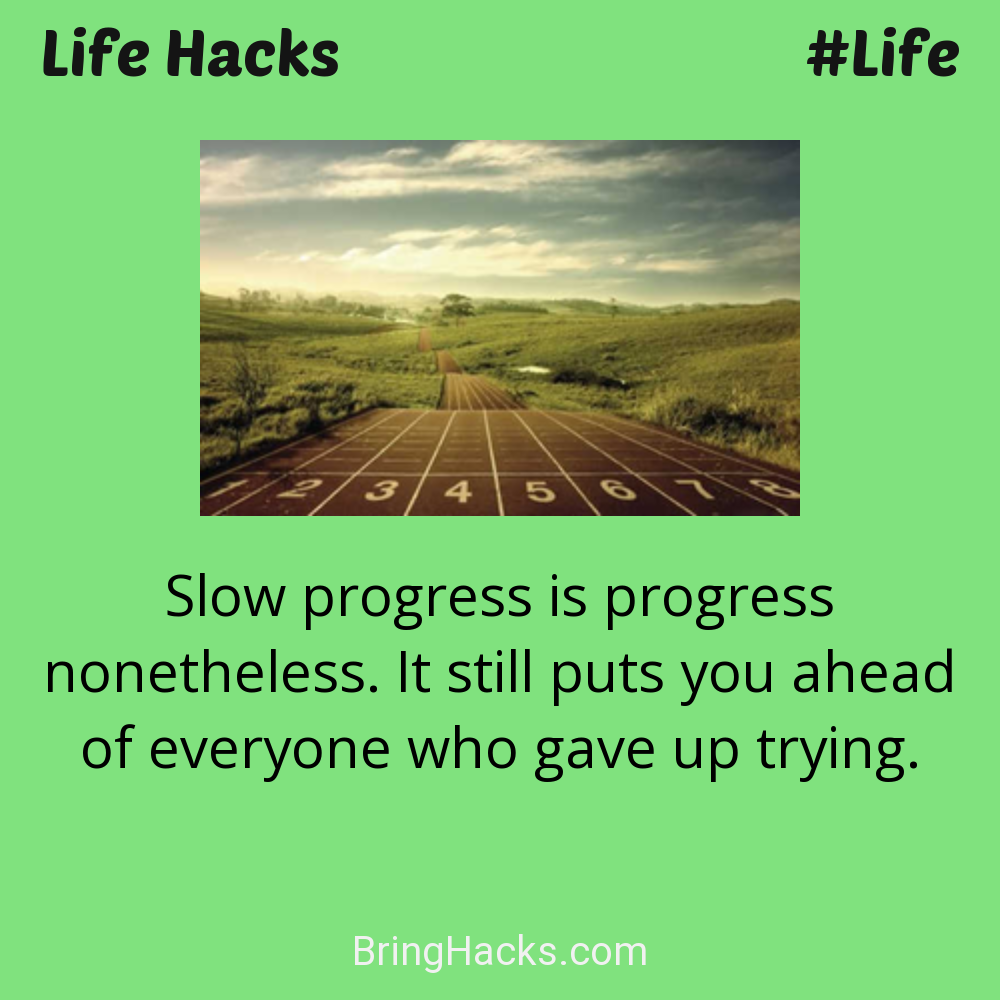 Life Hacks #Life
1 2 3 4 5 6 7 8
Slow progress is progress
nonetheless. It still puts you ahead
of everyone who gave up trying.
BringHacks.com